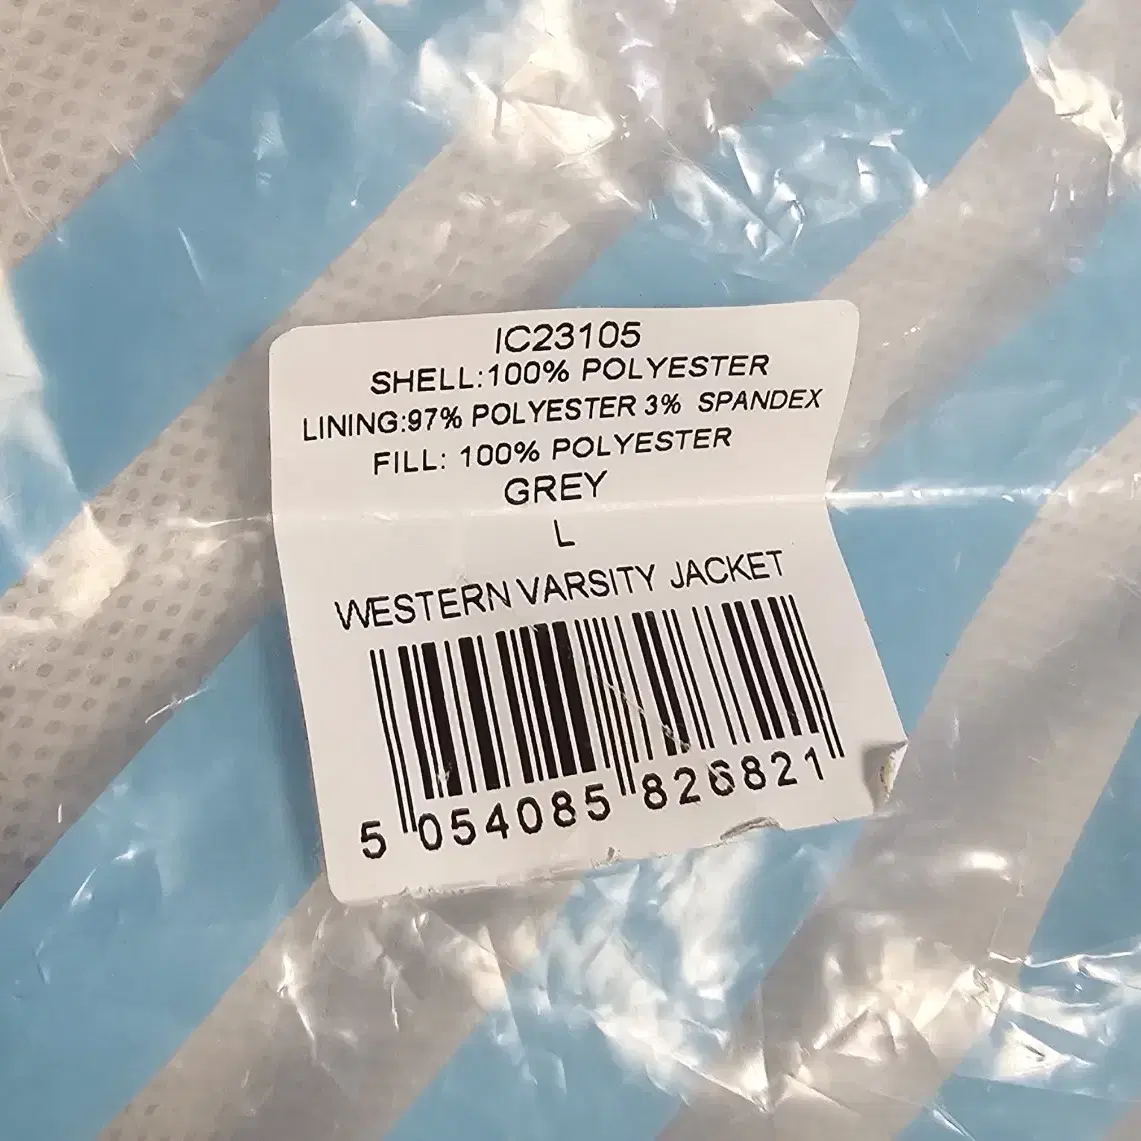 IC23105
SHELL:100% POLYESTER
LINING:97% POLYESTER 3% SPANDEX
FILL: 100% POLYESTER
GREY
L
WESTERN VARSITY JACKET
5 054085 826821